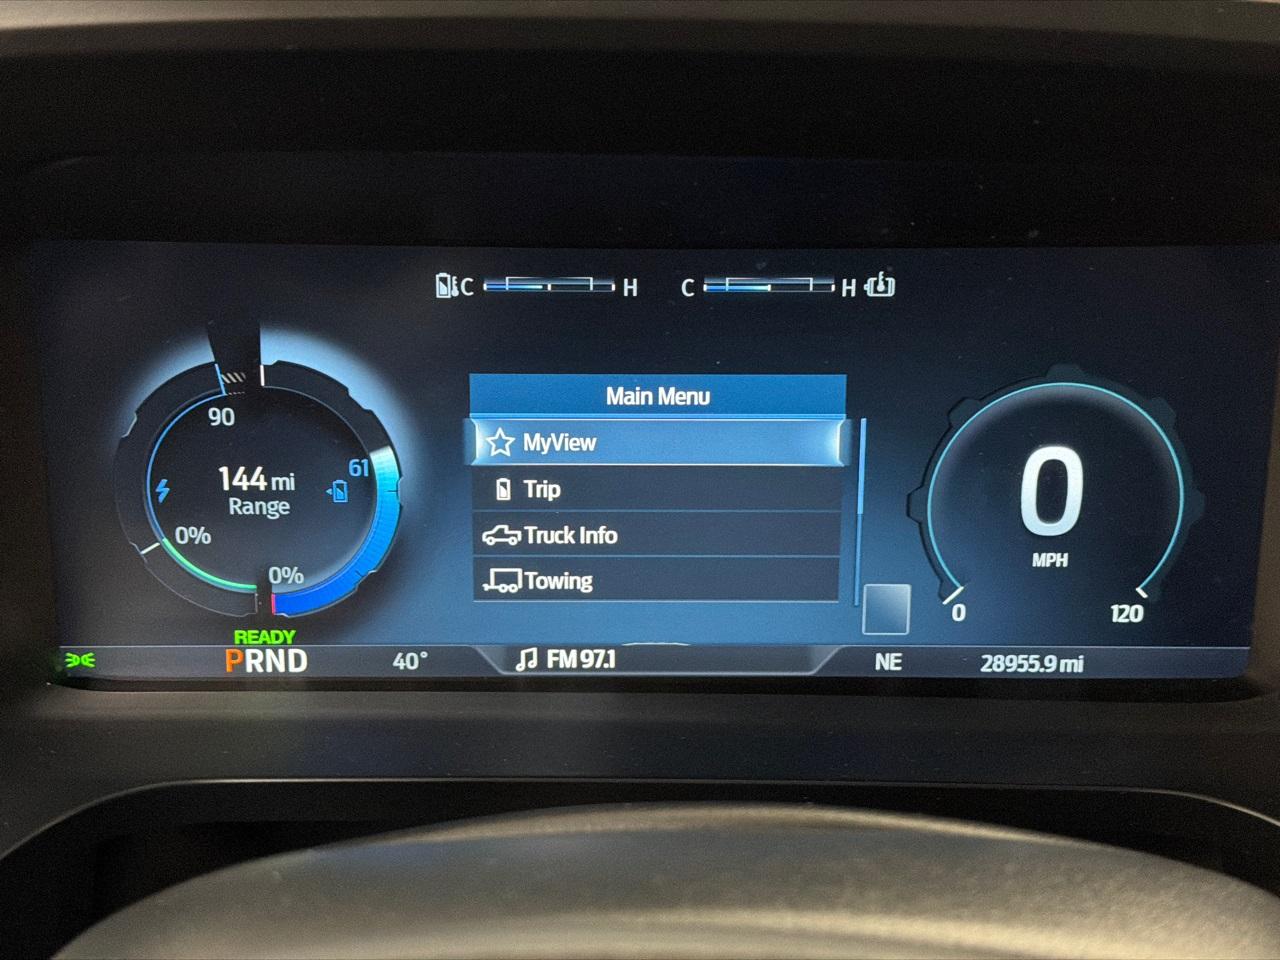 C H
C H
90
61
144 mi
Range
0%
0%
Main Menu
MyView
Trip
Truck Info
Towing
0
MPH
0
120
READY
PRND
40°
FM 97.1
NE
28955.9 mi